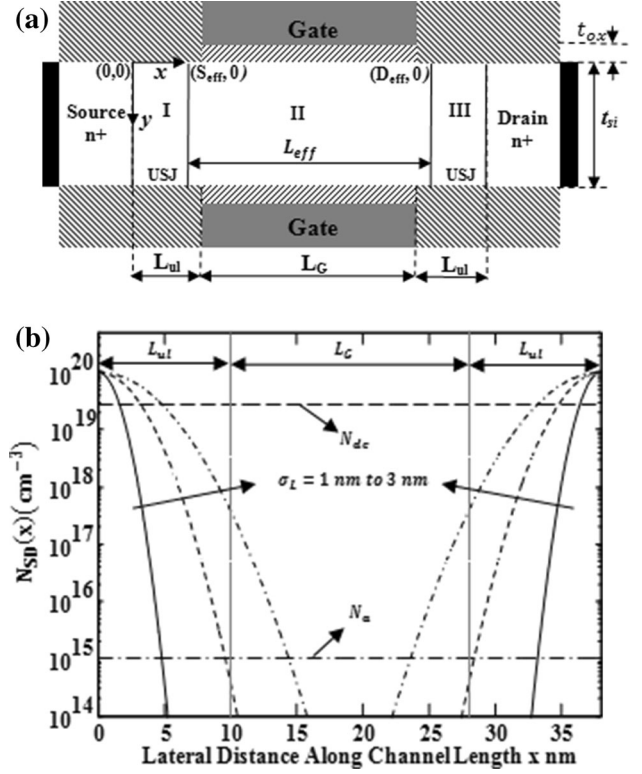 (a)
Gate
t_ox
(0,0) x (S_eff, 0) (D_eff, 0)
Source n+
y
I
II
III
Drain n+
t_si
L_eff
USJ
USJ
Gate
L_ul L_G L_ul
(b)
L_ul L_G L_ul
10^20
10^19
10^18
10^17
10^16
10^15
10^14
N_SD(x)(cm^-3)
N_dc
σ_L = 1 nm to 3 nm
N_a
0 5 10 15 20 25 30 35
Lateral Distance Along Channel Length x nm